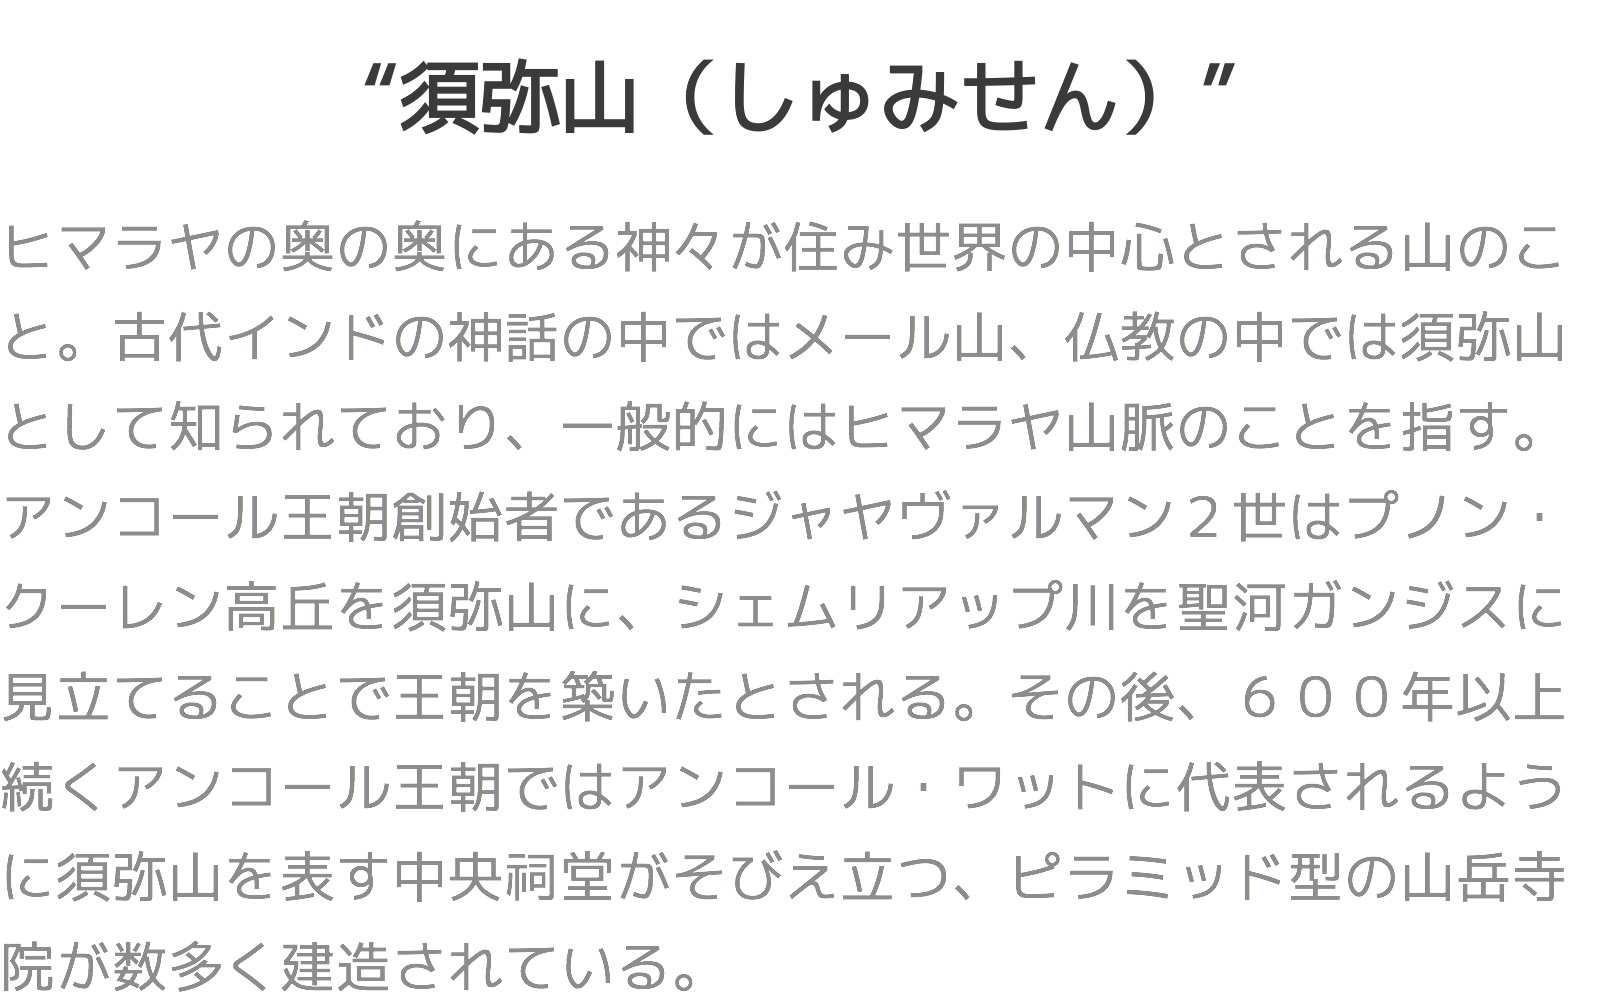 “須弥山（しゅみせん）”
ヒマラヤの奥の奥にある神々が住み世界の中心とされる山のこ
と。古代インドの神話の中ではメール山、仏教の中では須弥山
として知られており、一般的にはヒマラヤ山脈のことを指す。
アンコール王朝創始者であるジャヤヴァルマン２世はプノン・
クーレン高丘を須弥山に、シェムリアップ川を聖河ガンジスに
見立てることで王朝を築いたとされる。その後、６００年以上
続くアンコール王朝ではアンコール・ワットに代表されるよう
に須弥山を表す中央祠堂がそびえ立つ、ピラミッド型の山岳寺
院が数多く建造されている。